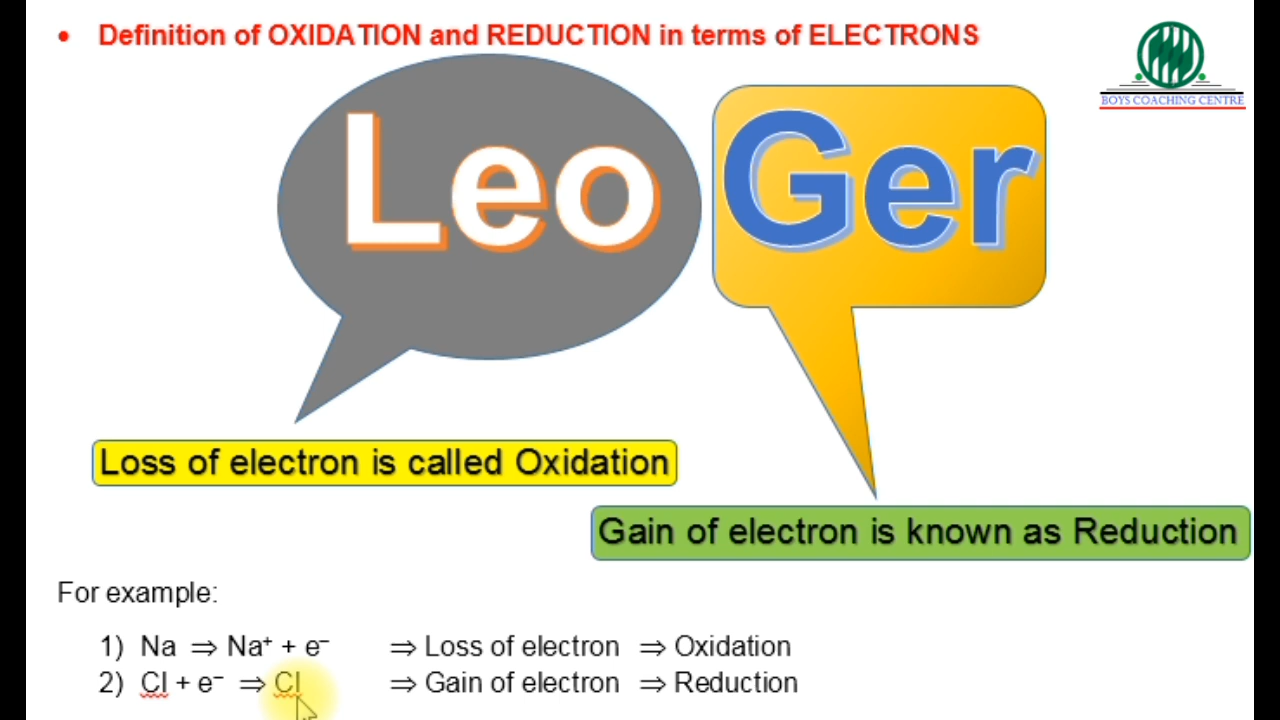 • Definition of OXIDATION and REDUCTION in terms of ELECTRONS
BOYS COACHING CENTRE
Leo Ger
Loss of electron is called Oxidation
Gain of electron is known as Reduction
For example:
1) Na ⇒ Na⁺ + e⁻ ⇒ Loss of electron ⇒ Oxidation
2) Cl + e⁻ ⇒ Cl ⇒ Gain of electron ⇒ Reduction